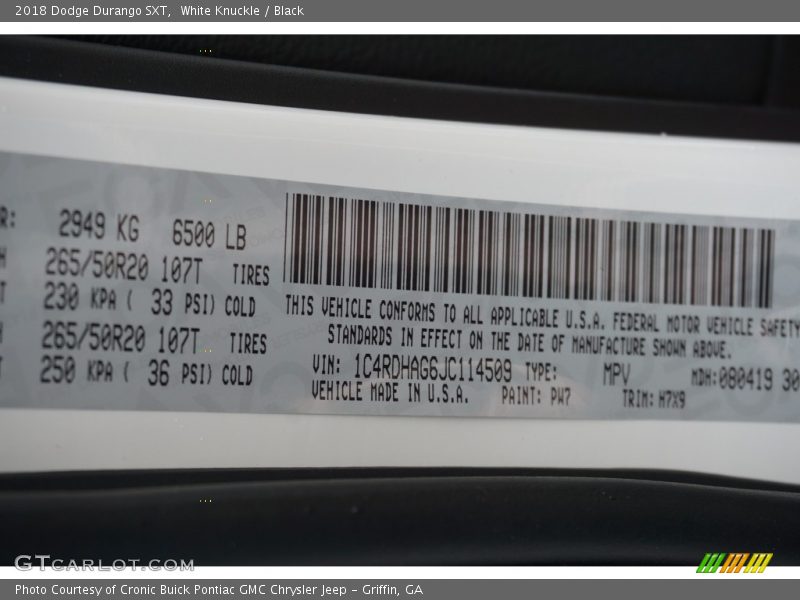 2018 Dodge Durango SXT,  White Knuckle / Black
R: 2949 KG 6500 LB
265/50R20 107T TIRES
230 KPA ( 33 PSI) COLD
265/50R20 107T TIRES
250 KPA ( 36 PSI) COLD
THIS VEHICLE CONFORMS TO ALL APPLICABLE U.S.A. FEDERAL MOTOR VEHICLE SAFETY
STANDARDS IN EFFECT ON THE DATE OF MANUFACTURE SHOWN ABOVE.
VIN: 1C4RDHAG6JC114509 TYPE: MPV MDH:080419 30
VEHICLE MADE IN U.S.A. PAINT: PW7 TRIM: H7X9
GTCARLOT.COM
Photo Courtesy of Cronic Buick Pontiac GMC Chrysler Jeep - Griffin, GA